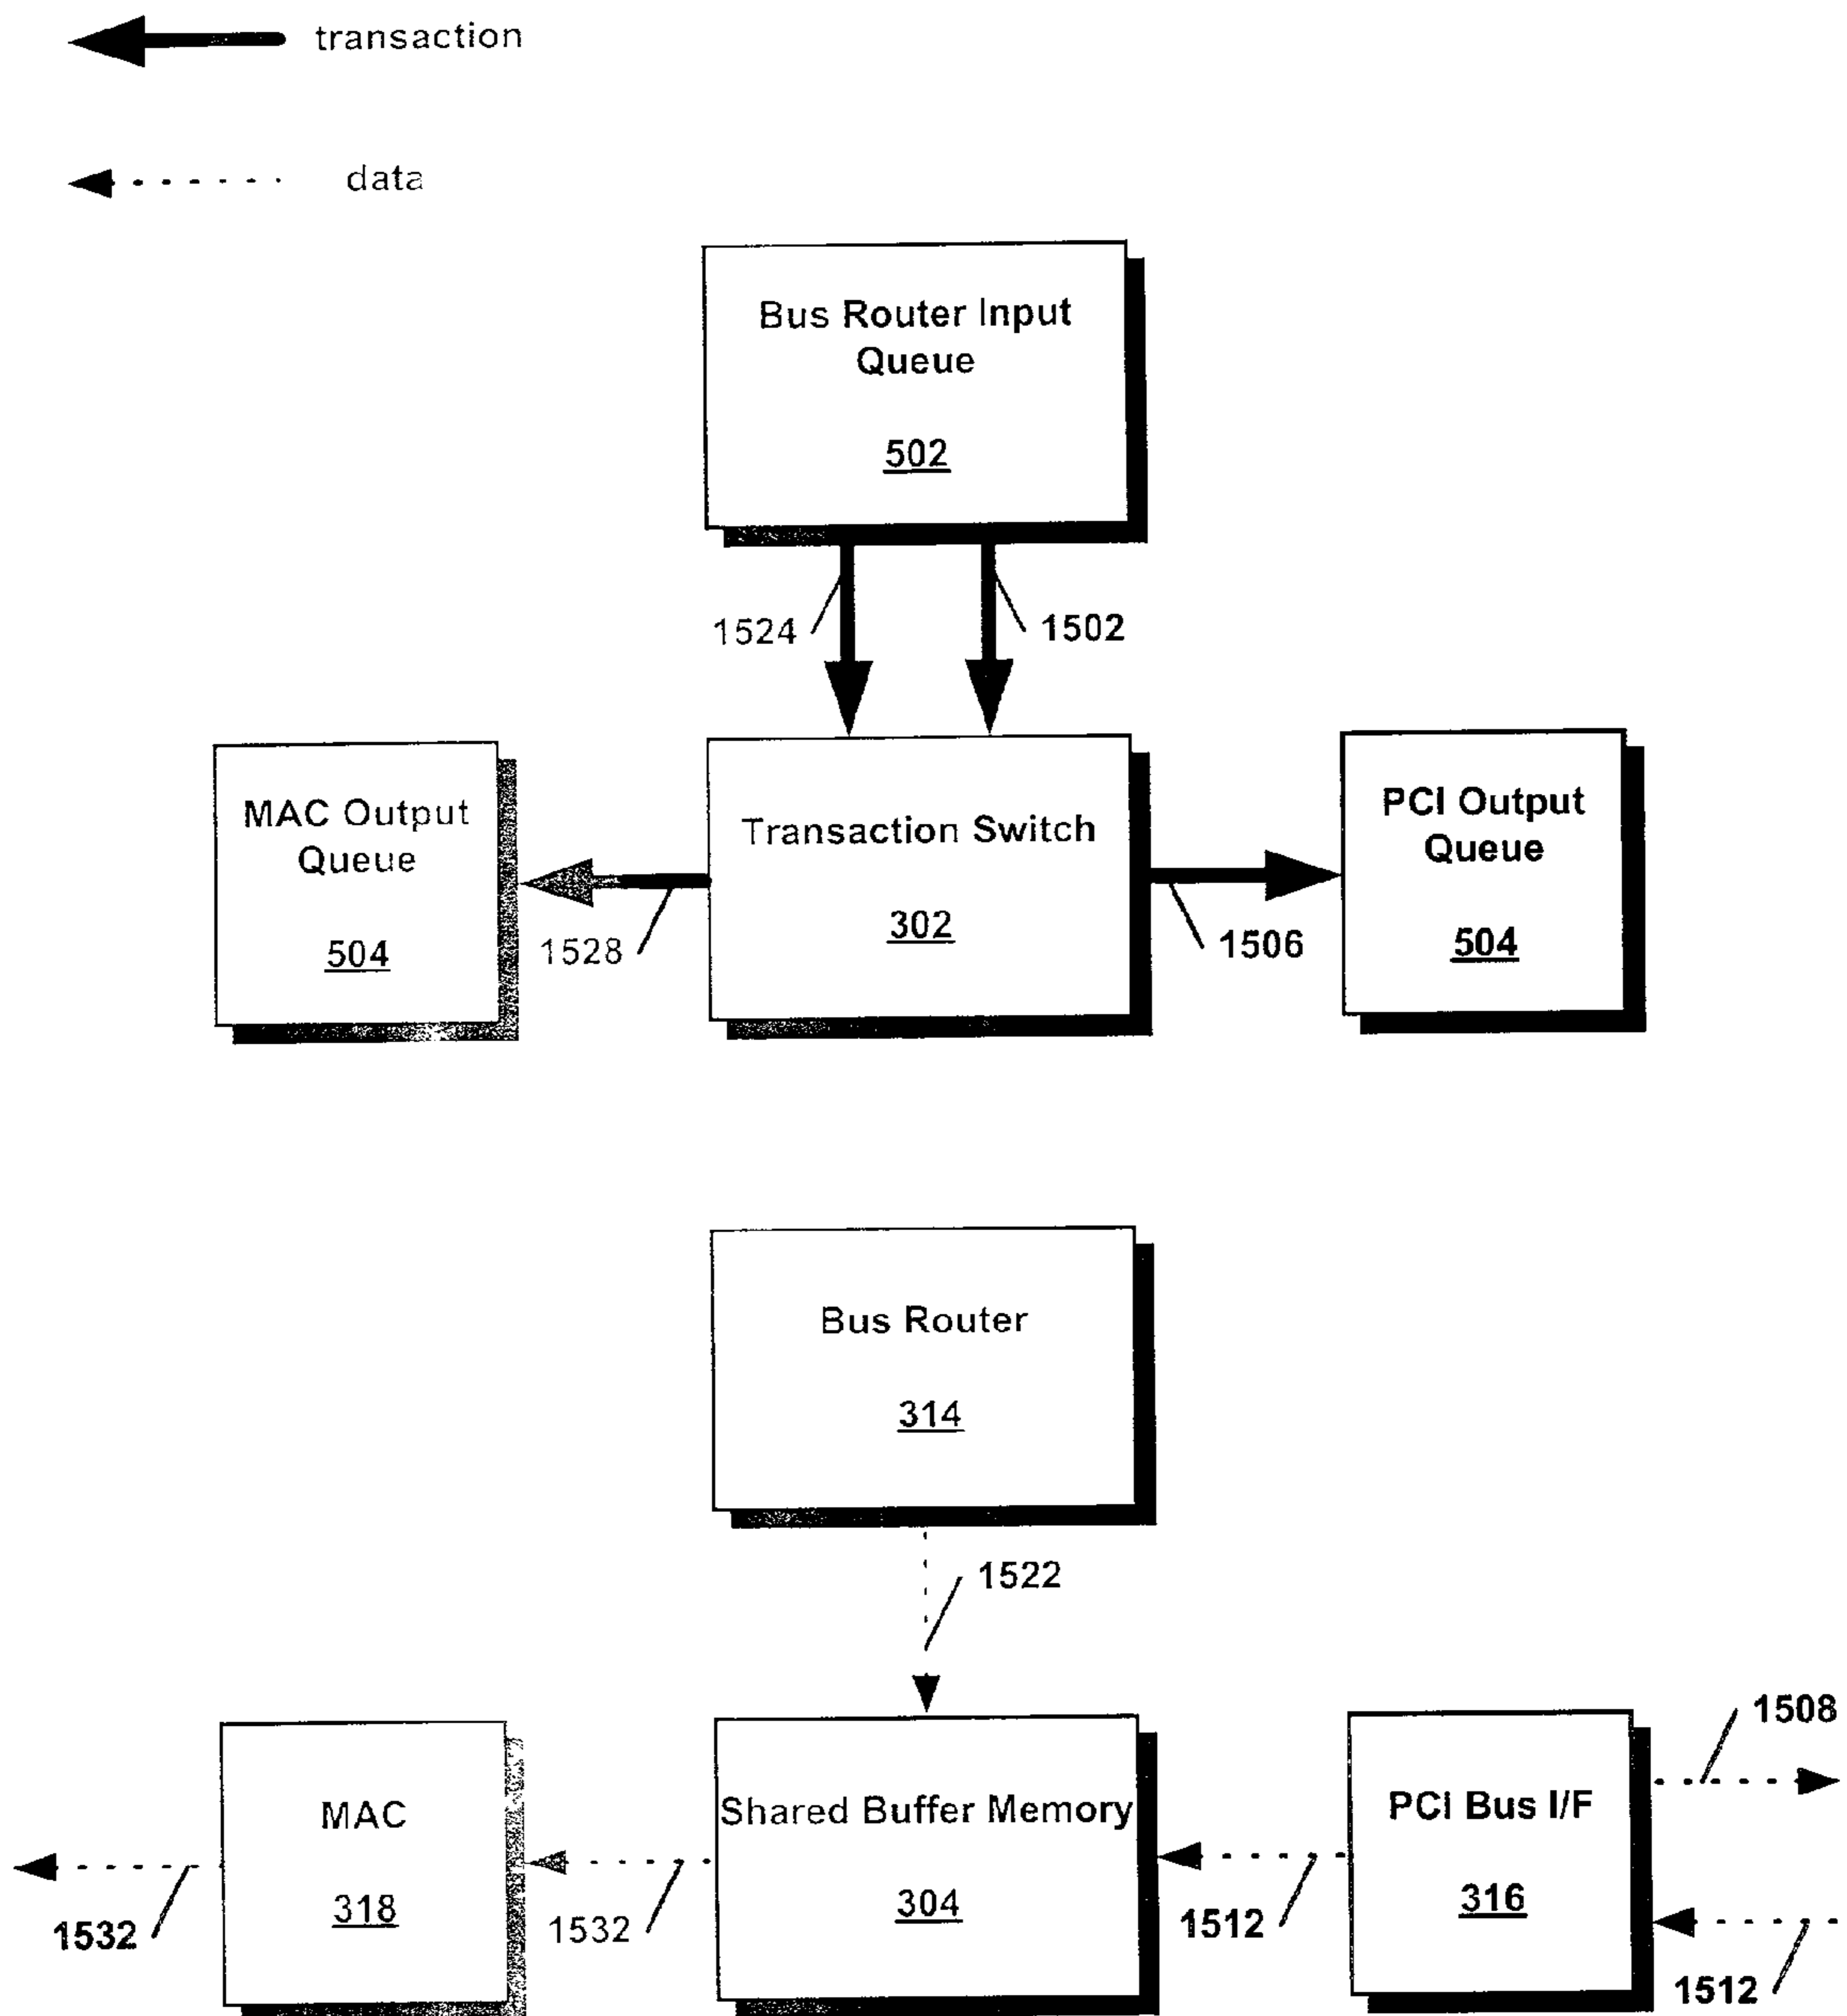 transaction
data
Bus Router Input
Queue
502
1524
1502
MAC Output
Queue
504
Transaction Switch
302
PCI Output
Queue
504
1528
1506
Bus Router
314
1522
1508
MAC
318
Shared Buffer Memory
304
PCI Bus I/F
316
1532
1532
1512
1512